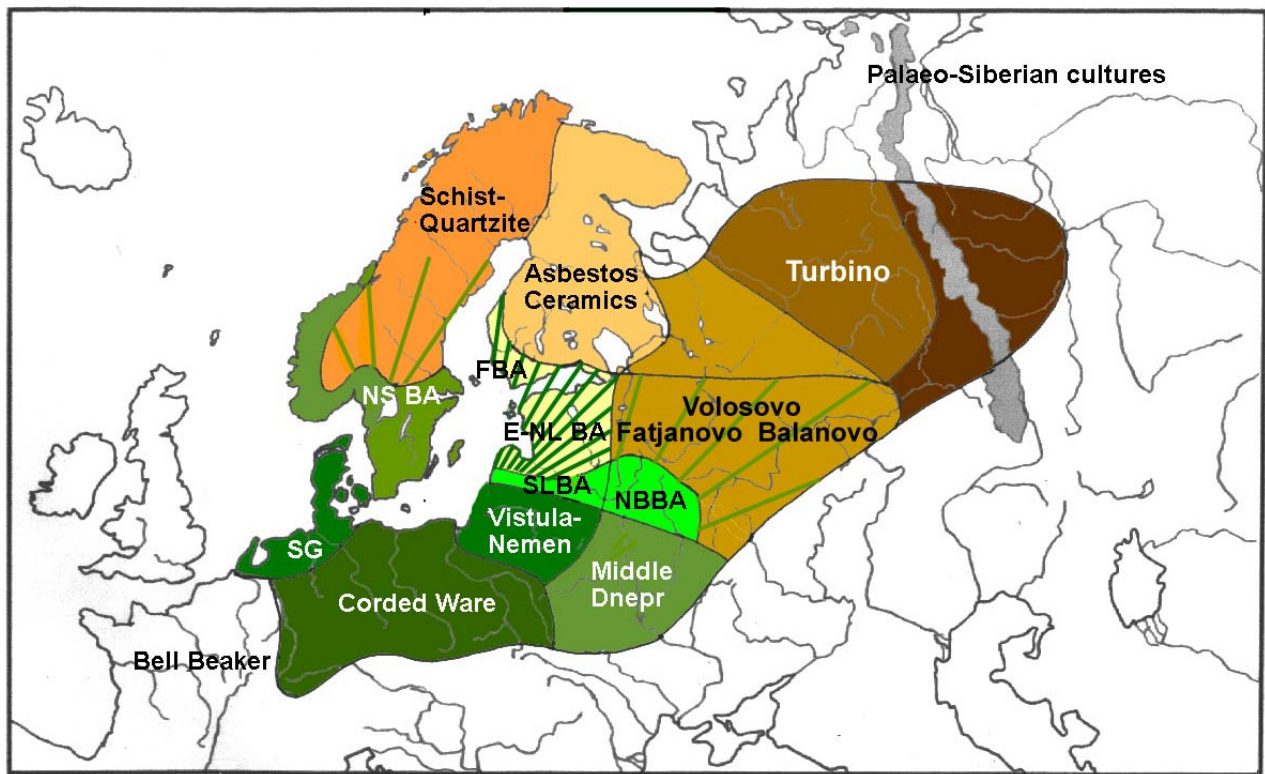 Palaeo-Siberian cultures
Schist-
Quartzite
Asbestos
Ceramics
Turbino
FBA
NS BA
Volosovo
E-NL BA
Fatjanovo Balanovo
SLBA
NBBA
Vistula-
Nemen
SG
Middle
Dnepr
Corded Ware
Bell Beaker